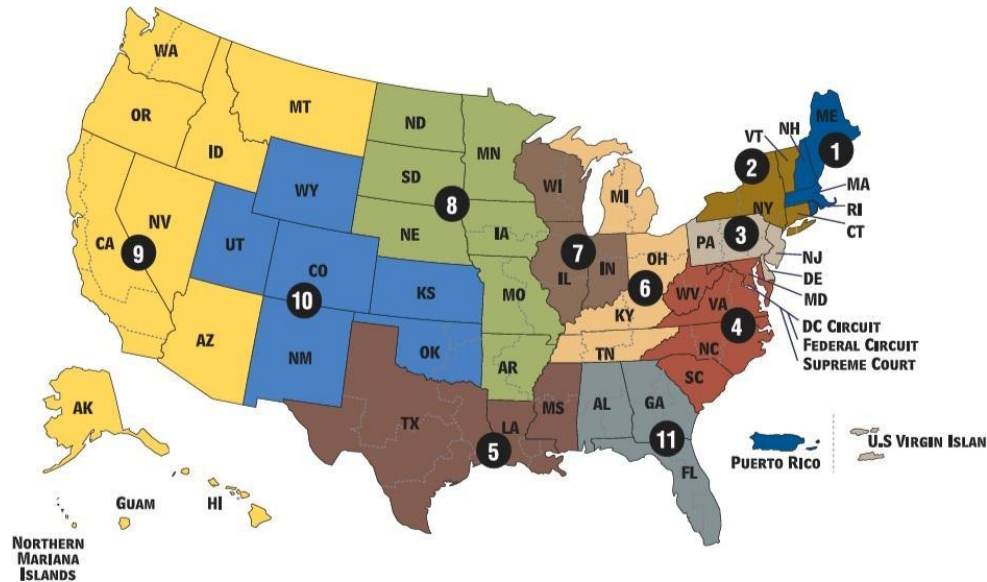 WA
OR
MT
ID
ND
MN
SD
WY
NV
NE
IA
UT
CA
CO
KS
MO
AZ
NM
OK
AR
TX
LA
MS
AL
GA
FL
WI
MI
IL
IN
OH
KY
TN
WV
VA
NC
SC
PA
NY
VT
NH
ME
MA
RI
CT
NJ
DE
MD
DC CIRCUIT
FEDERAL CIRCUIT
SUPREME COURT
1
2
3
4
5
6
7
8
9
10
11
AK
HI
GUAM
NORTHERN
MARIANA
ISLANDS
PUERTO RICO
U.S VIRGIN ISLAN